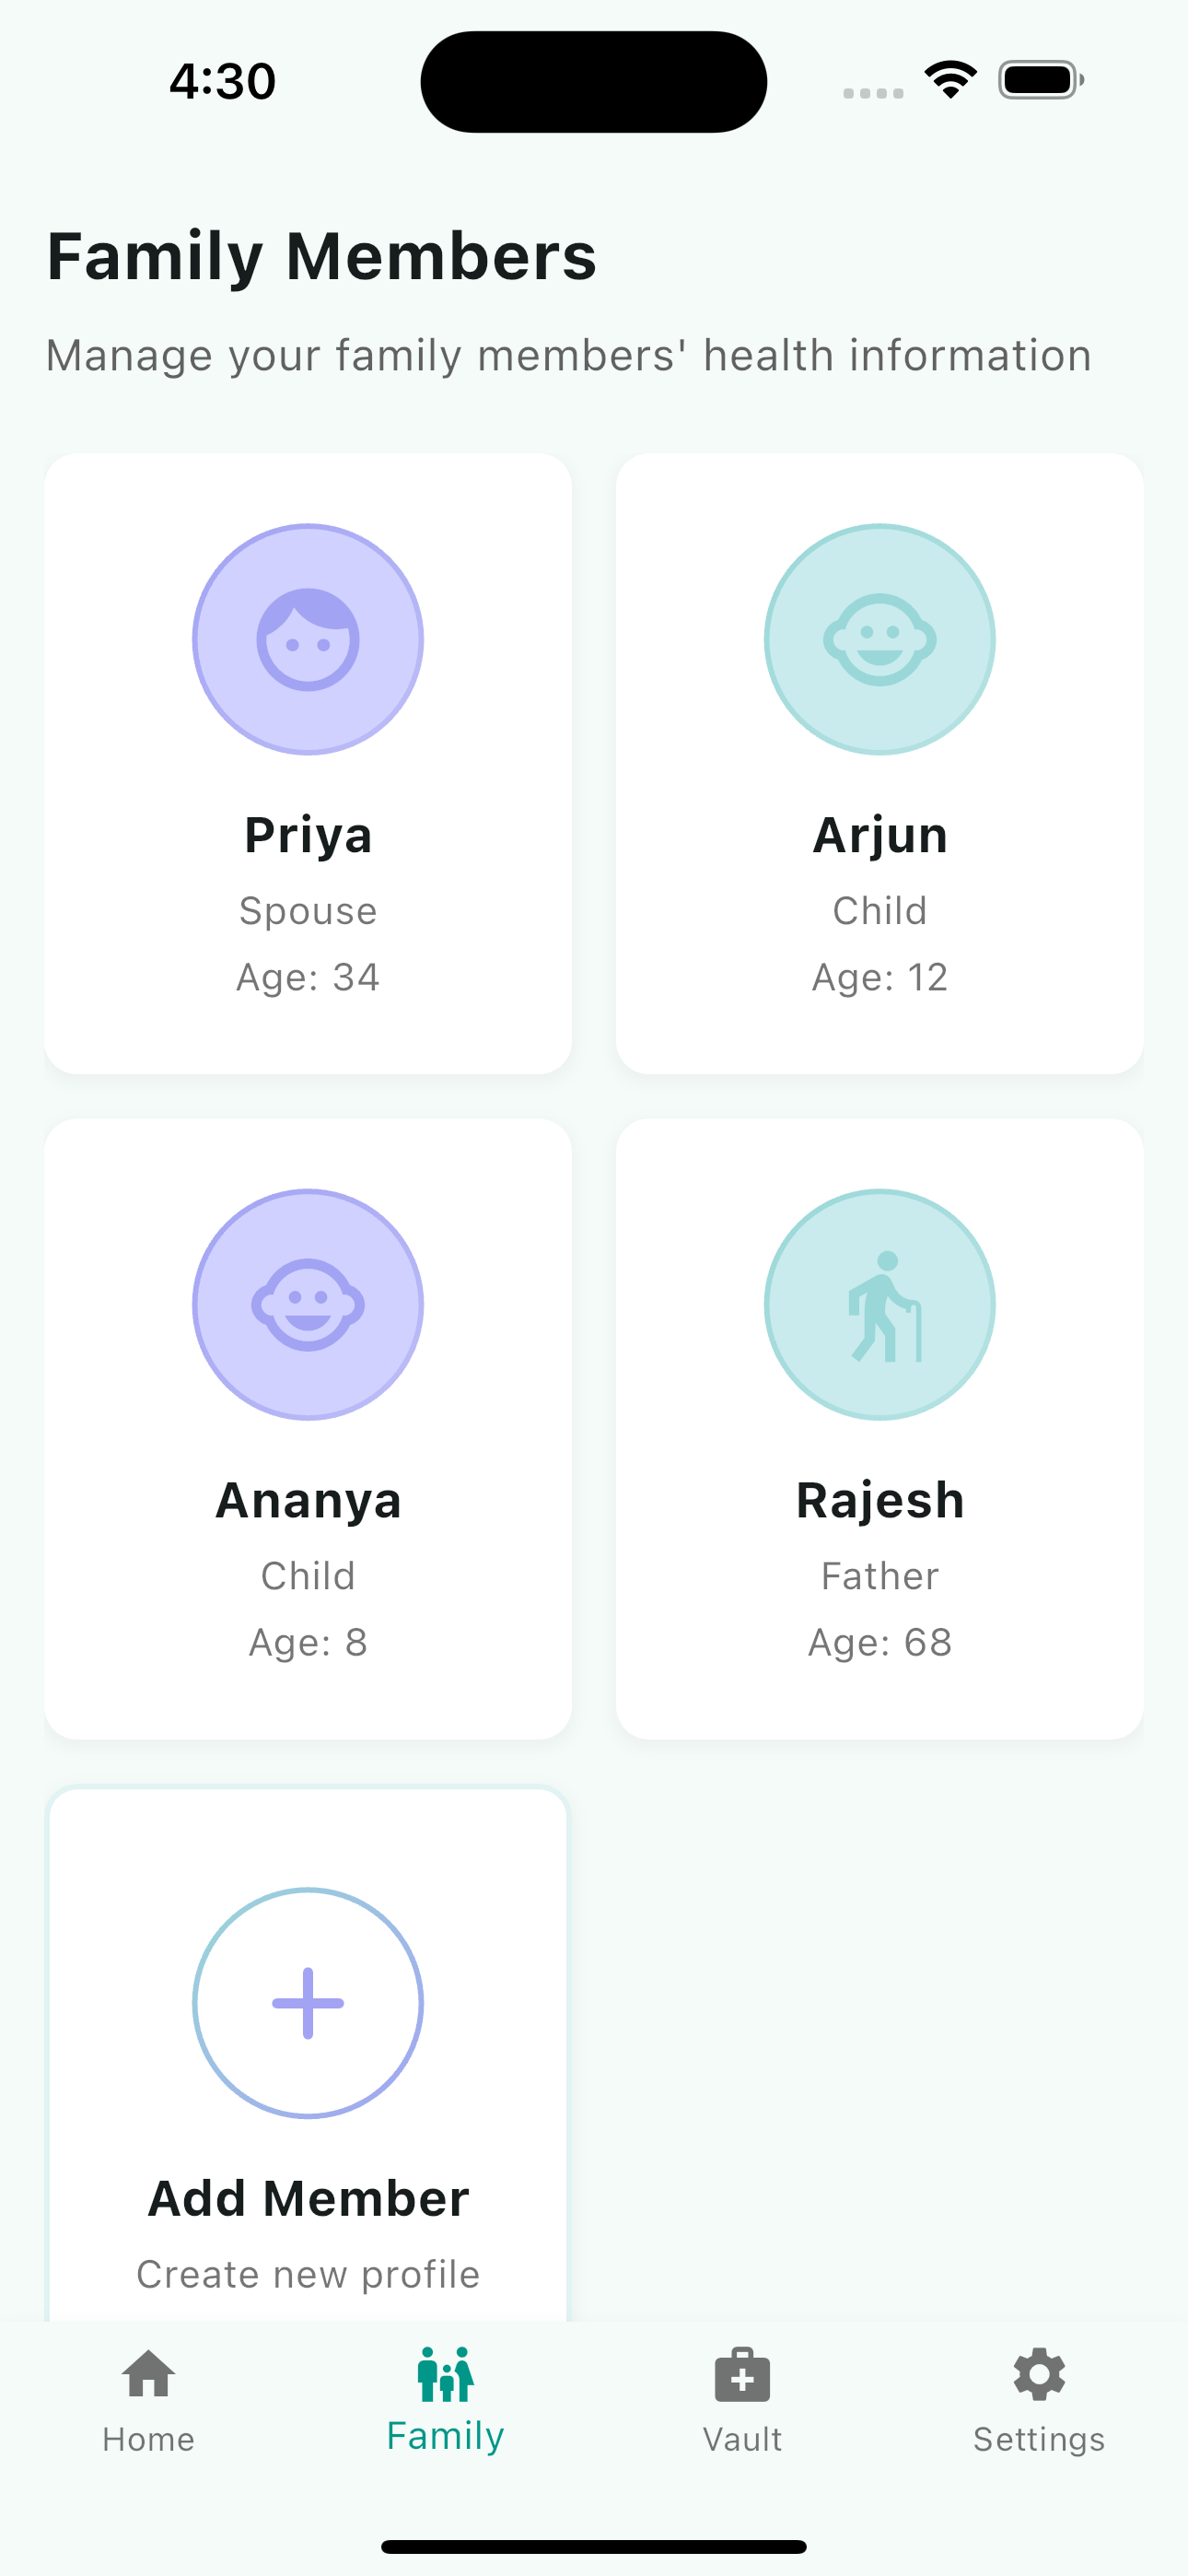 4:30
Family Members
Manage your family members' health information
Priya
Spouse
Age: 34
Arjun
Child
Age: 12
Ananya
Child
Age: 8
Rajesh
Father
Age: 68
Add Member
Create new profile
Home
Family
Vault
Settings